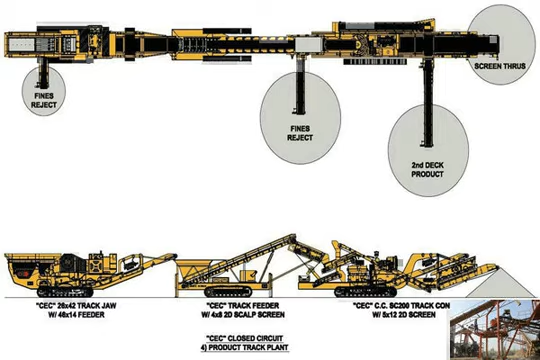 SCREEN THRUS
FINES
REJECT
FINES
REJECT
2nd DECK
PRODUCT
"CEC" 26x42 TRACK JAW
W/ 48x14 FEEDER
"CEC" TRACK FEEDER
W/ 4x8 2D SCALP SCREEN
"CEC" C.C. SC200 TRACK CON
W/ 5x12 2D SCREEN
"CEC" CLOSED CIRCUIT
4) PRODUCT TRACK PLANT